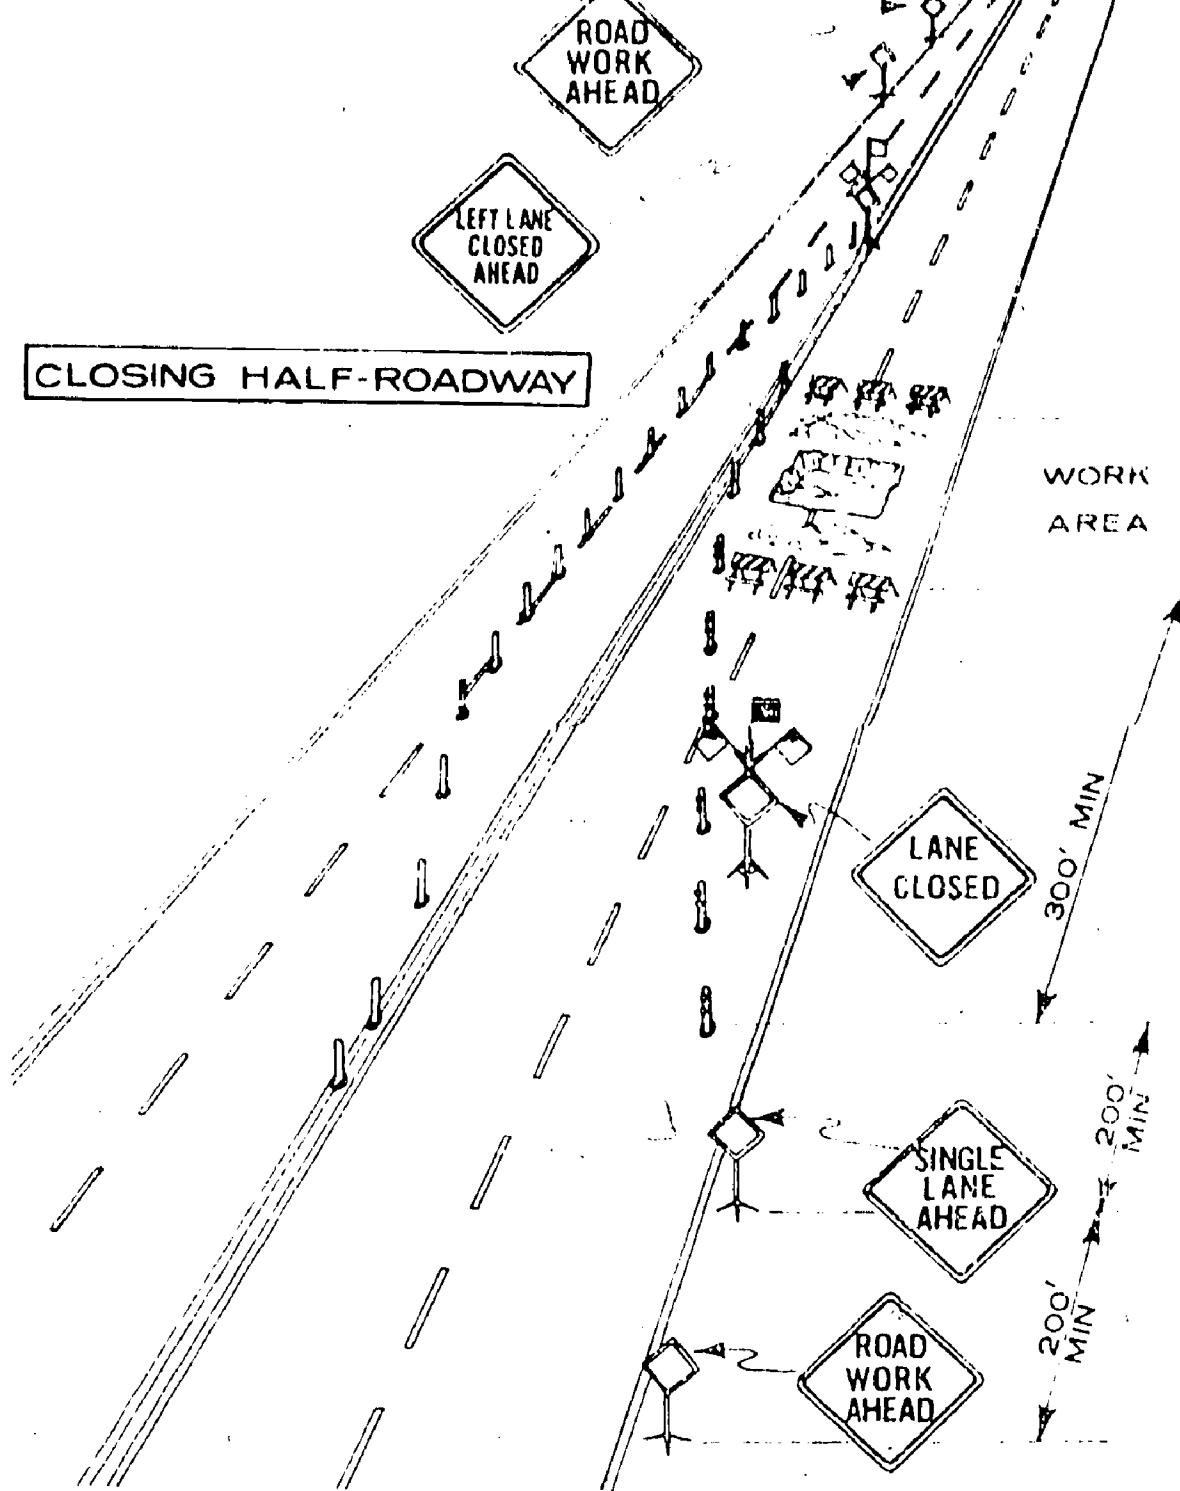 ROAD
WORK
AHEAD
LEFT LANE
CLOSED
AHEAD
CLOSING HALF-ROADWAY
WORK
AREA
300' MIN
LANE
CLOSED
200'
MIN
SINGLE
LANE
AHEAD
200'
MIN
ROAD
WORK
AHEAD